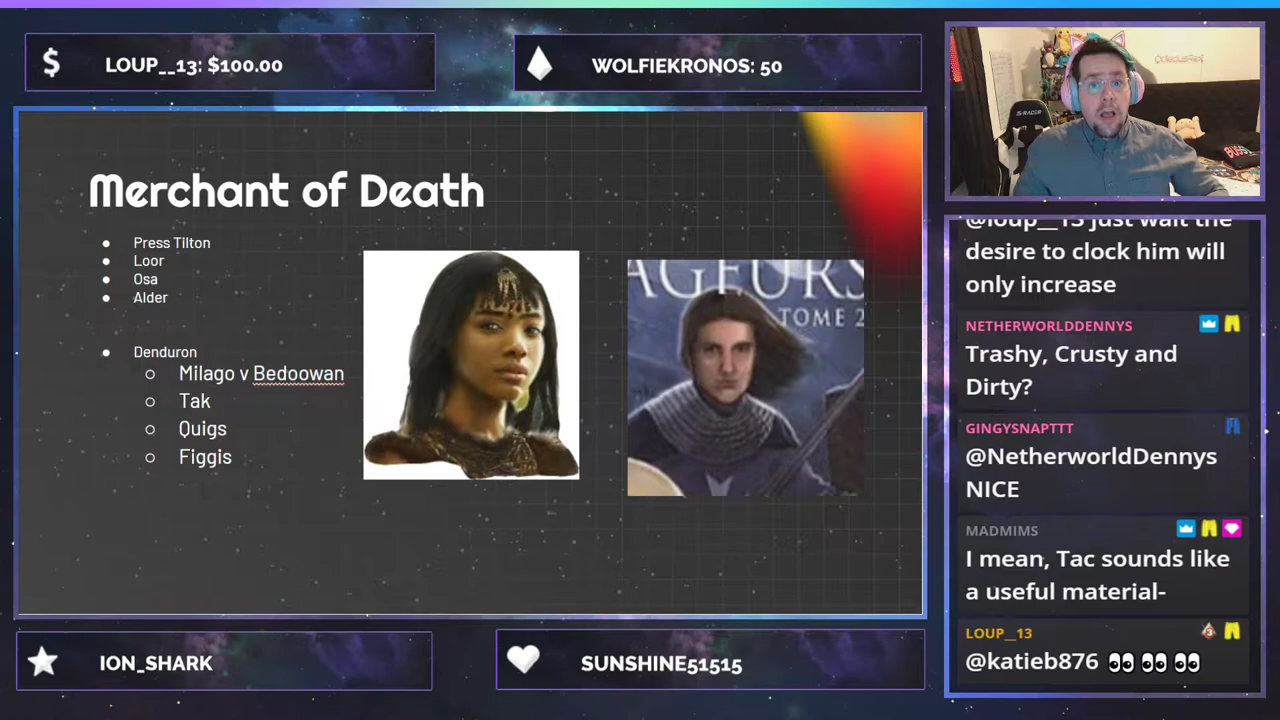 LOUP__13: $100.00
WOLFIEKRONOS: 50
Merchant of Death
● Press Tilton
● Loor
● Osa
● Alder
● Denduron
○ Milago v Bedoowan
○ Tak
○ Quigs
○ Figgis
AGEURS
TOME 2
@loup__13 just wait the
desire to clock him will
only increase
NETHERWORLDDENNYS
Trashy, Crusty and
Dirty?
GINGYSNAPTTT
@NetherworldDennys
NICE
MADMIMS
I mean, Tac sounds like
a useful material-
LOUP__13
@katieb876 👀 👀 👀
ION_SHARK
SUNSHINE51515